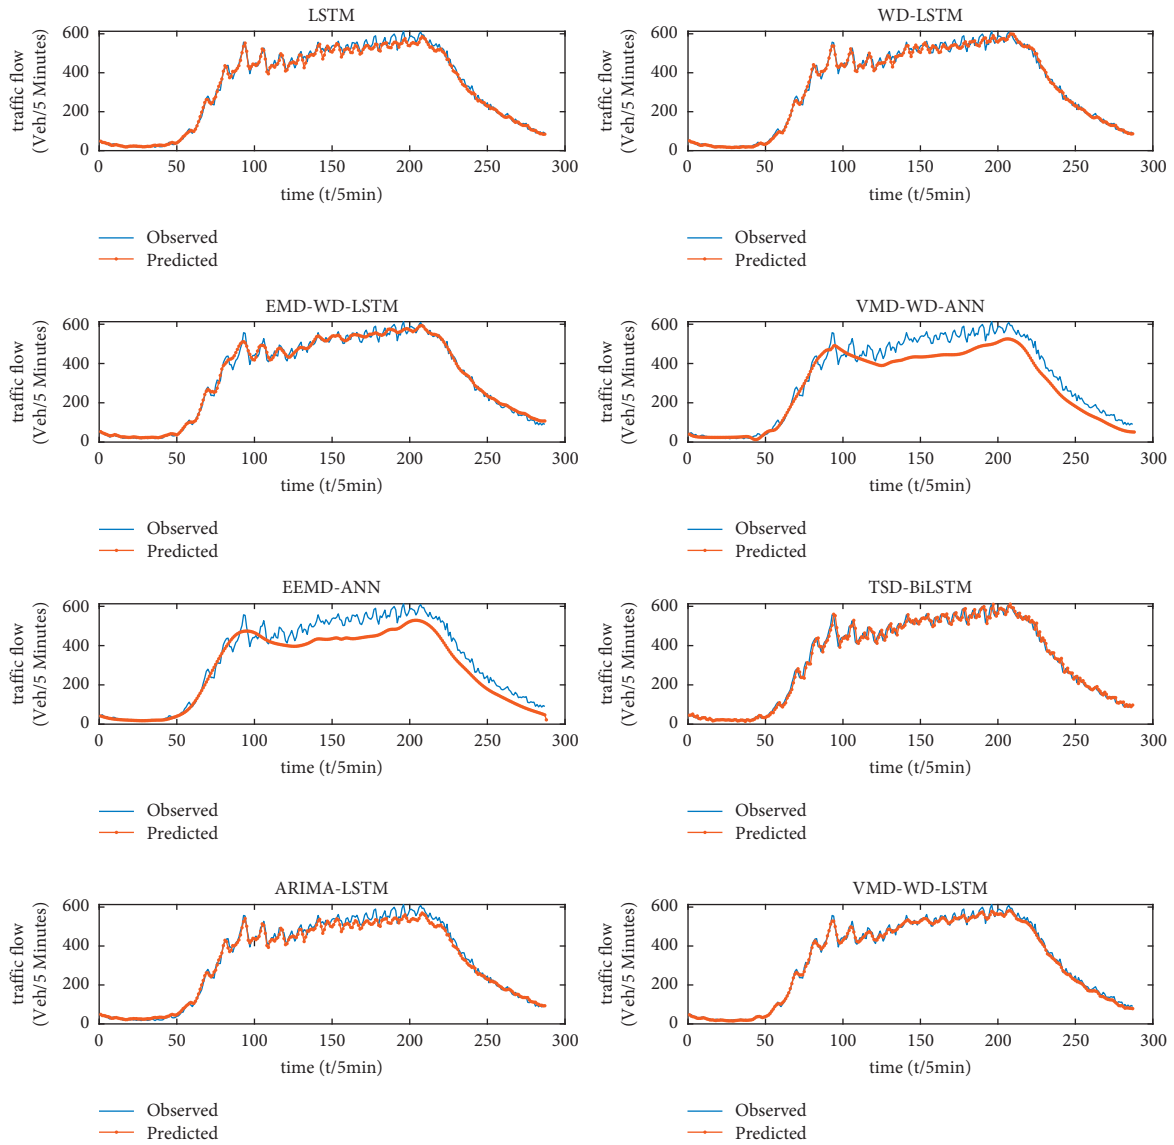 LSTM
traffic flow
(Veh/5 Minutes)
600
400
200
0
0 50 100 150 200 250 300
time (t/5min)
Observed
Predicted
WD-LSTM
traffic flow
(Veh/5 Minutes)
600
400
200
0
0 50 100 150 200 250 300
time (t/5min)
Observed
Predicted
EMD-WD-LSTM
traffic flow
(Veh/5 Minutes)
600
400
200
0
0 50 100 150 200 250 300
time (t/5min)
Observed
Predicted
VMD-WD-ANN
traffic flow
(Veh/5 Minutes)
600
400
200
0
0 50 100 150 200 250 300
time (t/5min)
Observed
Predicted
EEMD-ANN
traffic flow
(Veh/5 Minutes)
600
400
200
0
0 50 100 150 200 250 300
time (t/5min)
Observed
Predicted
TSD-BiLSTM
traffic flow
(Veh/5 Minutes)
600
400
200
0
0 50 100 150 200 250 300
time (t/5min)
Observed
Predicted
ARIMA-LSTM
traffic flow
(Veh/5 Minutes)
600
400
200
0
0 50 100 150 200 250 300
time (t/5min)
Observed
Predicted
VMD-WD-LSTM
traffic flow
(Veh/5 Minutes)
600
400
200
0
0 50 100 150 200 250 300
time (t/5min)
Observed
Predicted